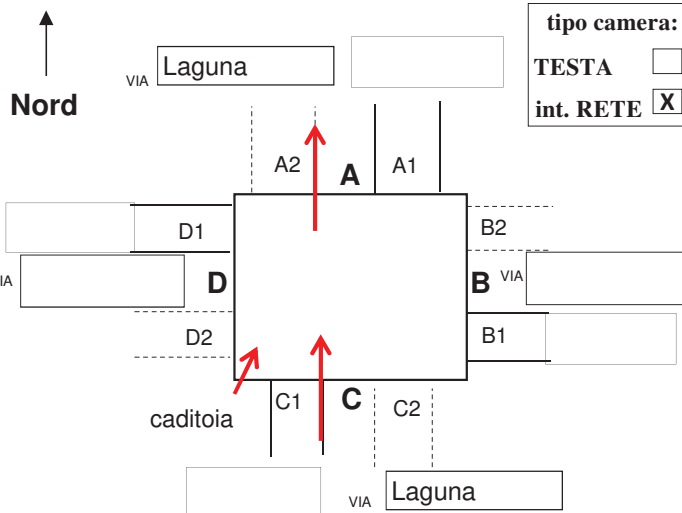 tipo camera:
TESTA
int. RETE X
Nord
VIA Laguna
A2
A
A1
D1
B2
VIA
D
B
VIA
D2
B1
caditoia
C1
C
C2
VIA Laguna